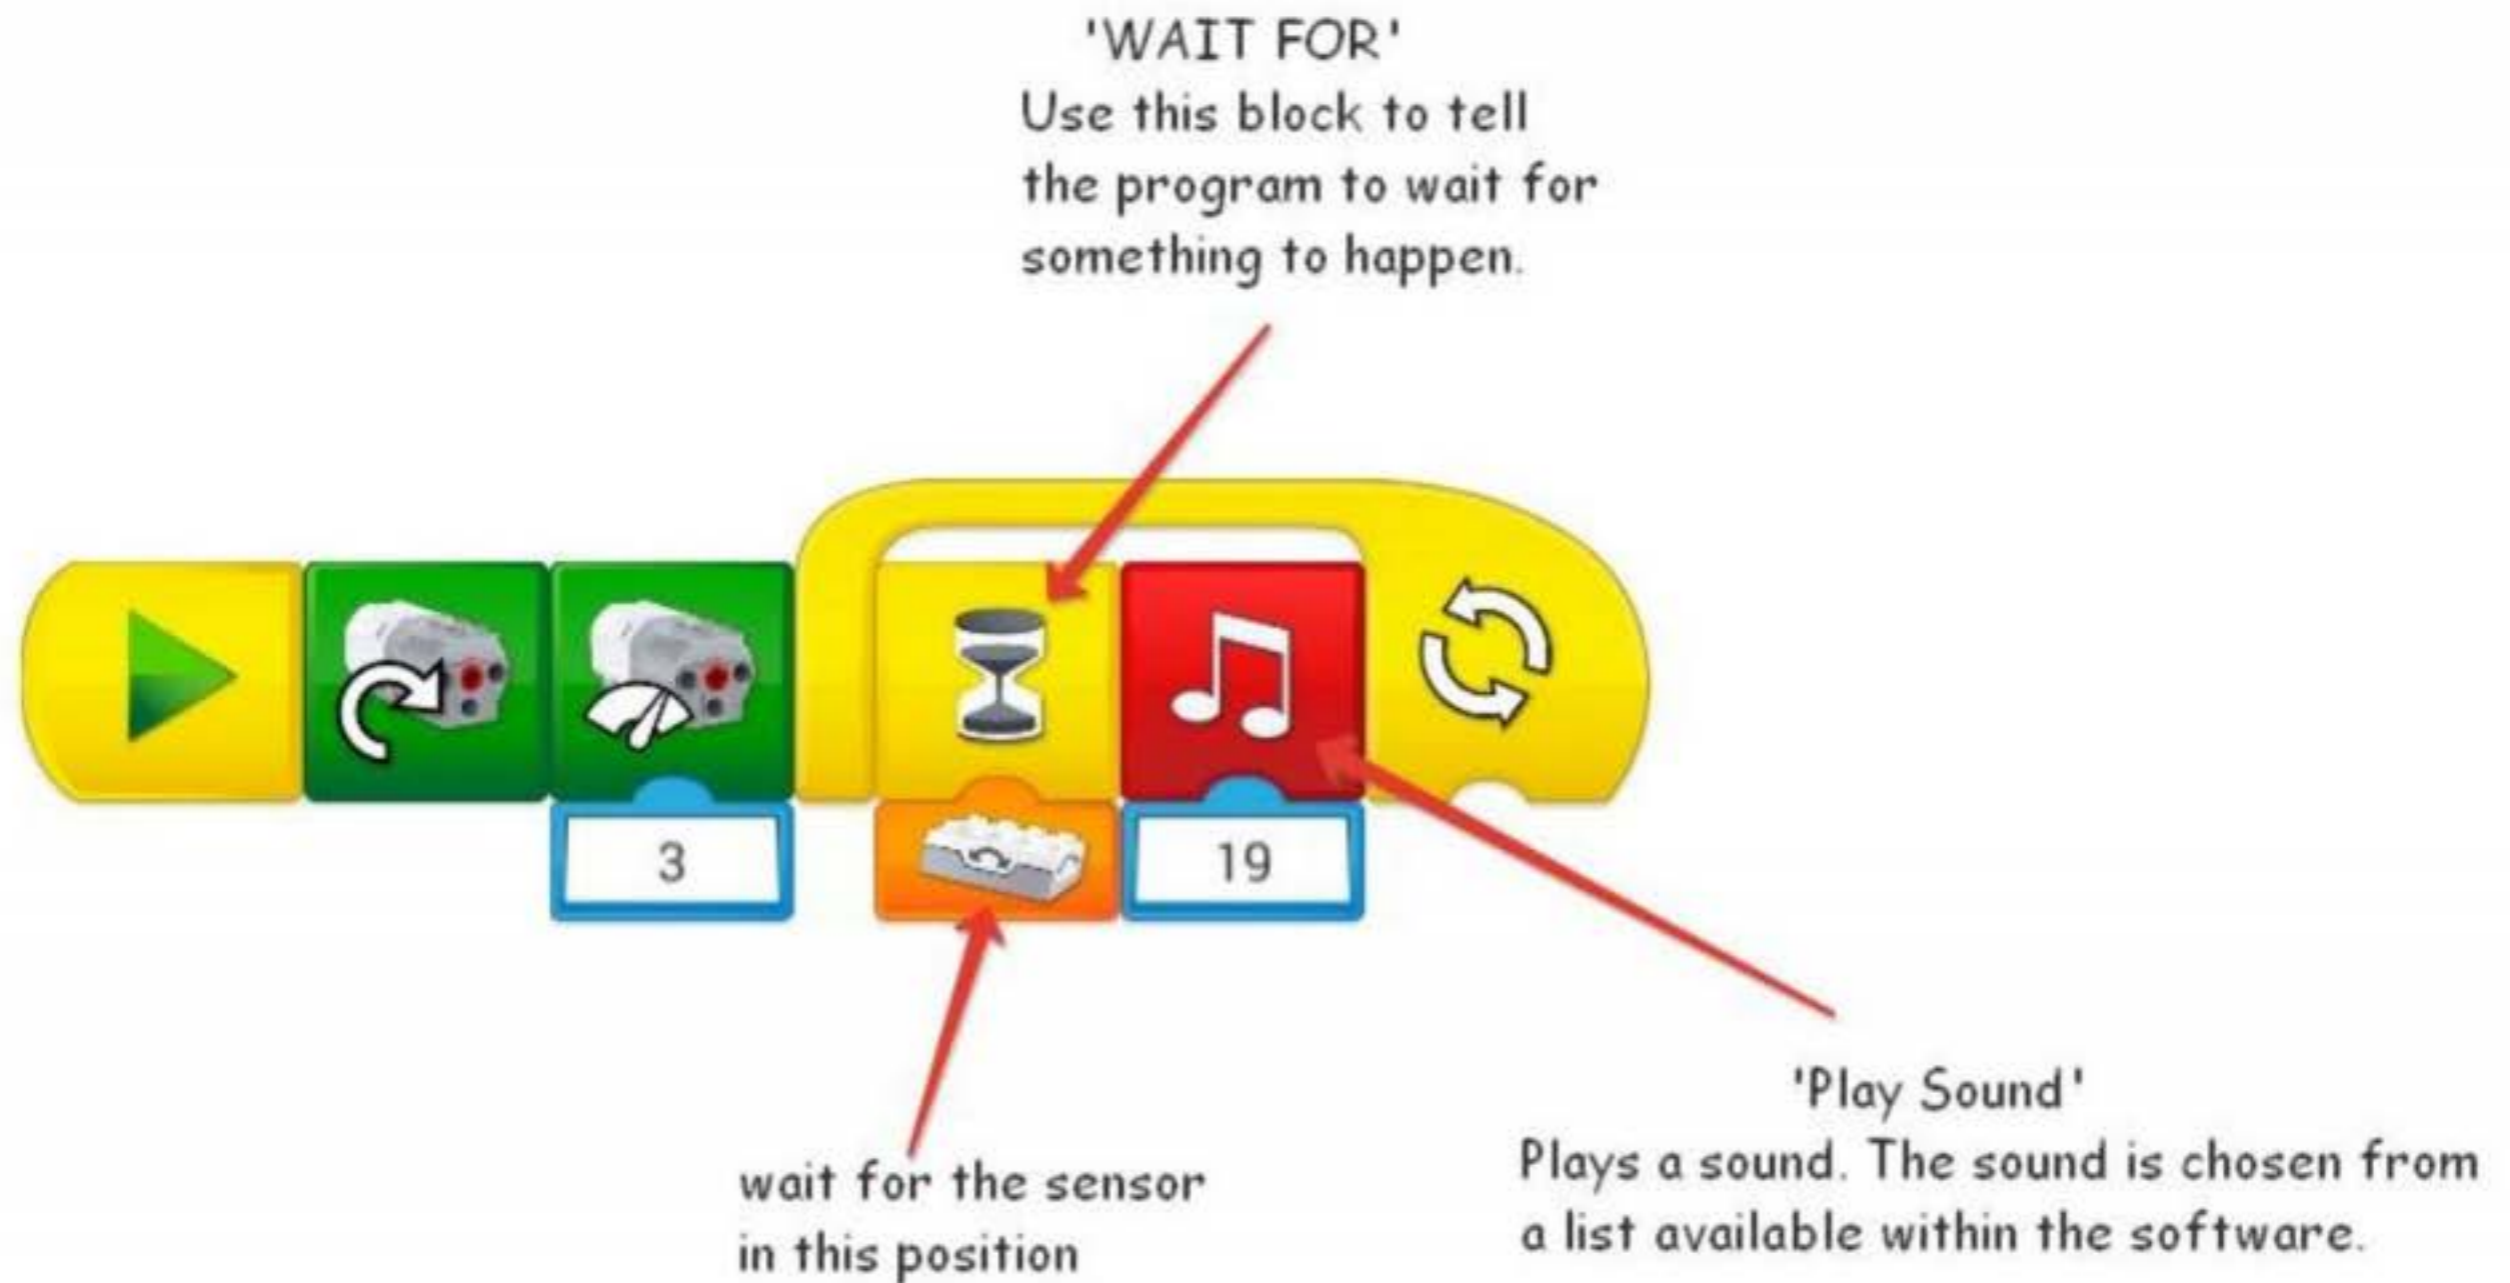 'WAIT FOR'
Use this block to tell
the program to wait for
something to happen.
3
19
wait for the sensor
in this position
'Play Sound'
Plays a sound. The sound is chosen from
a list available within the software.